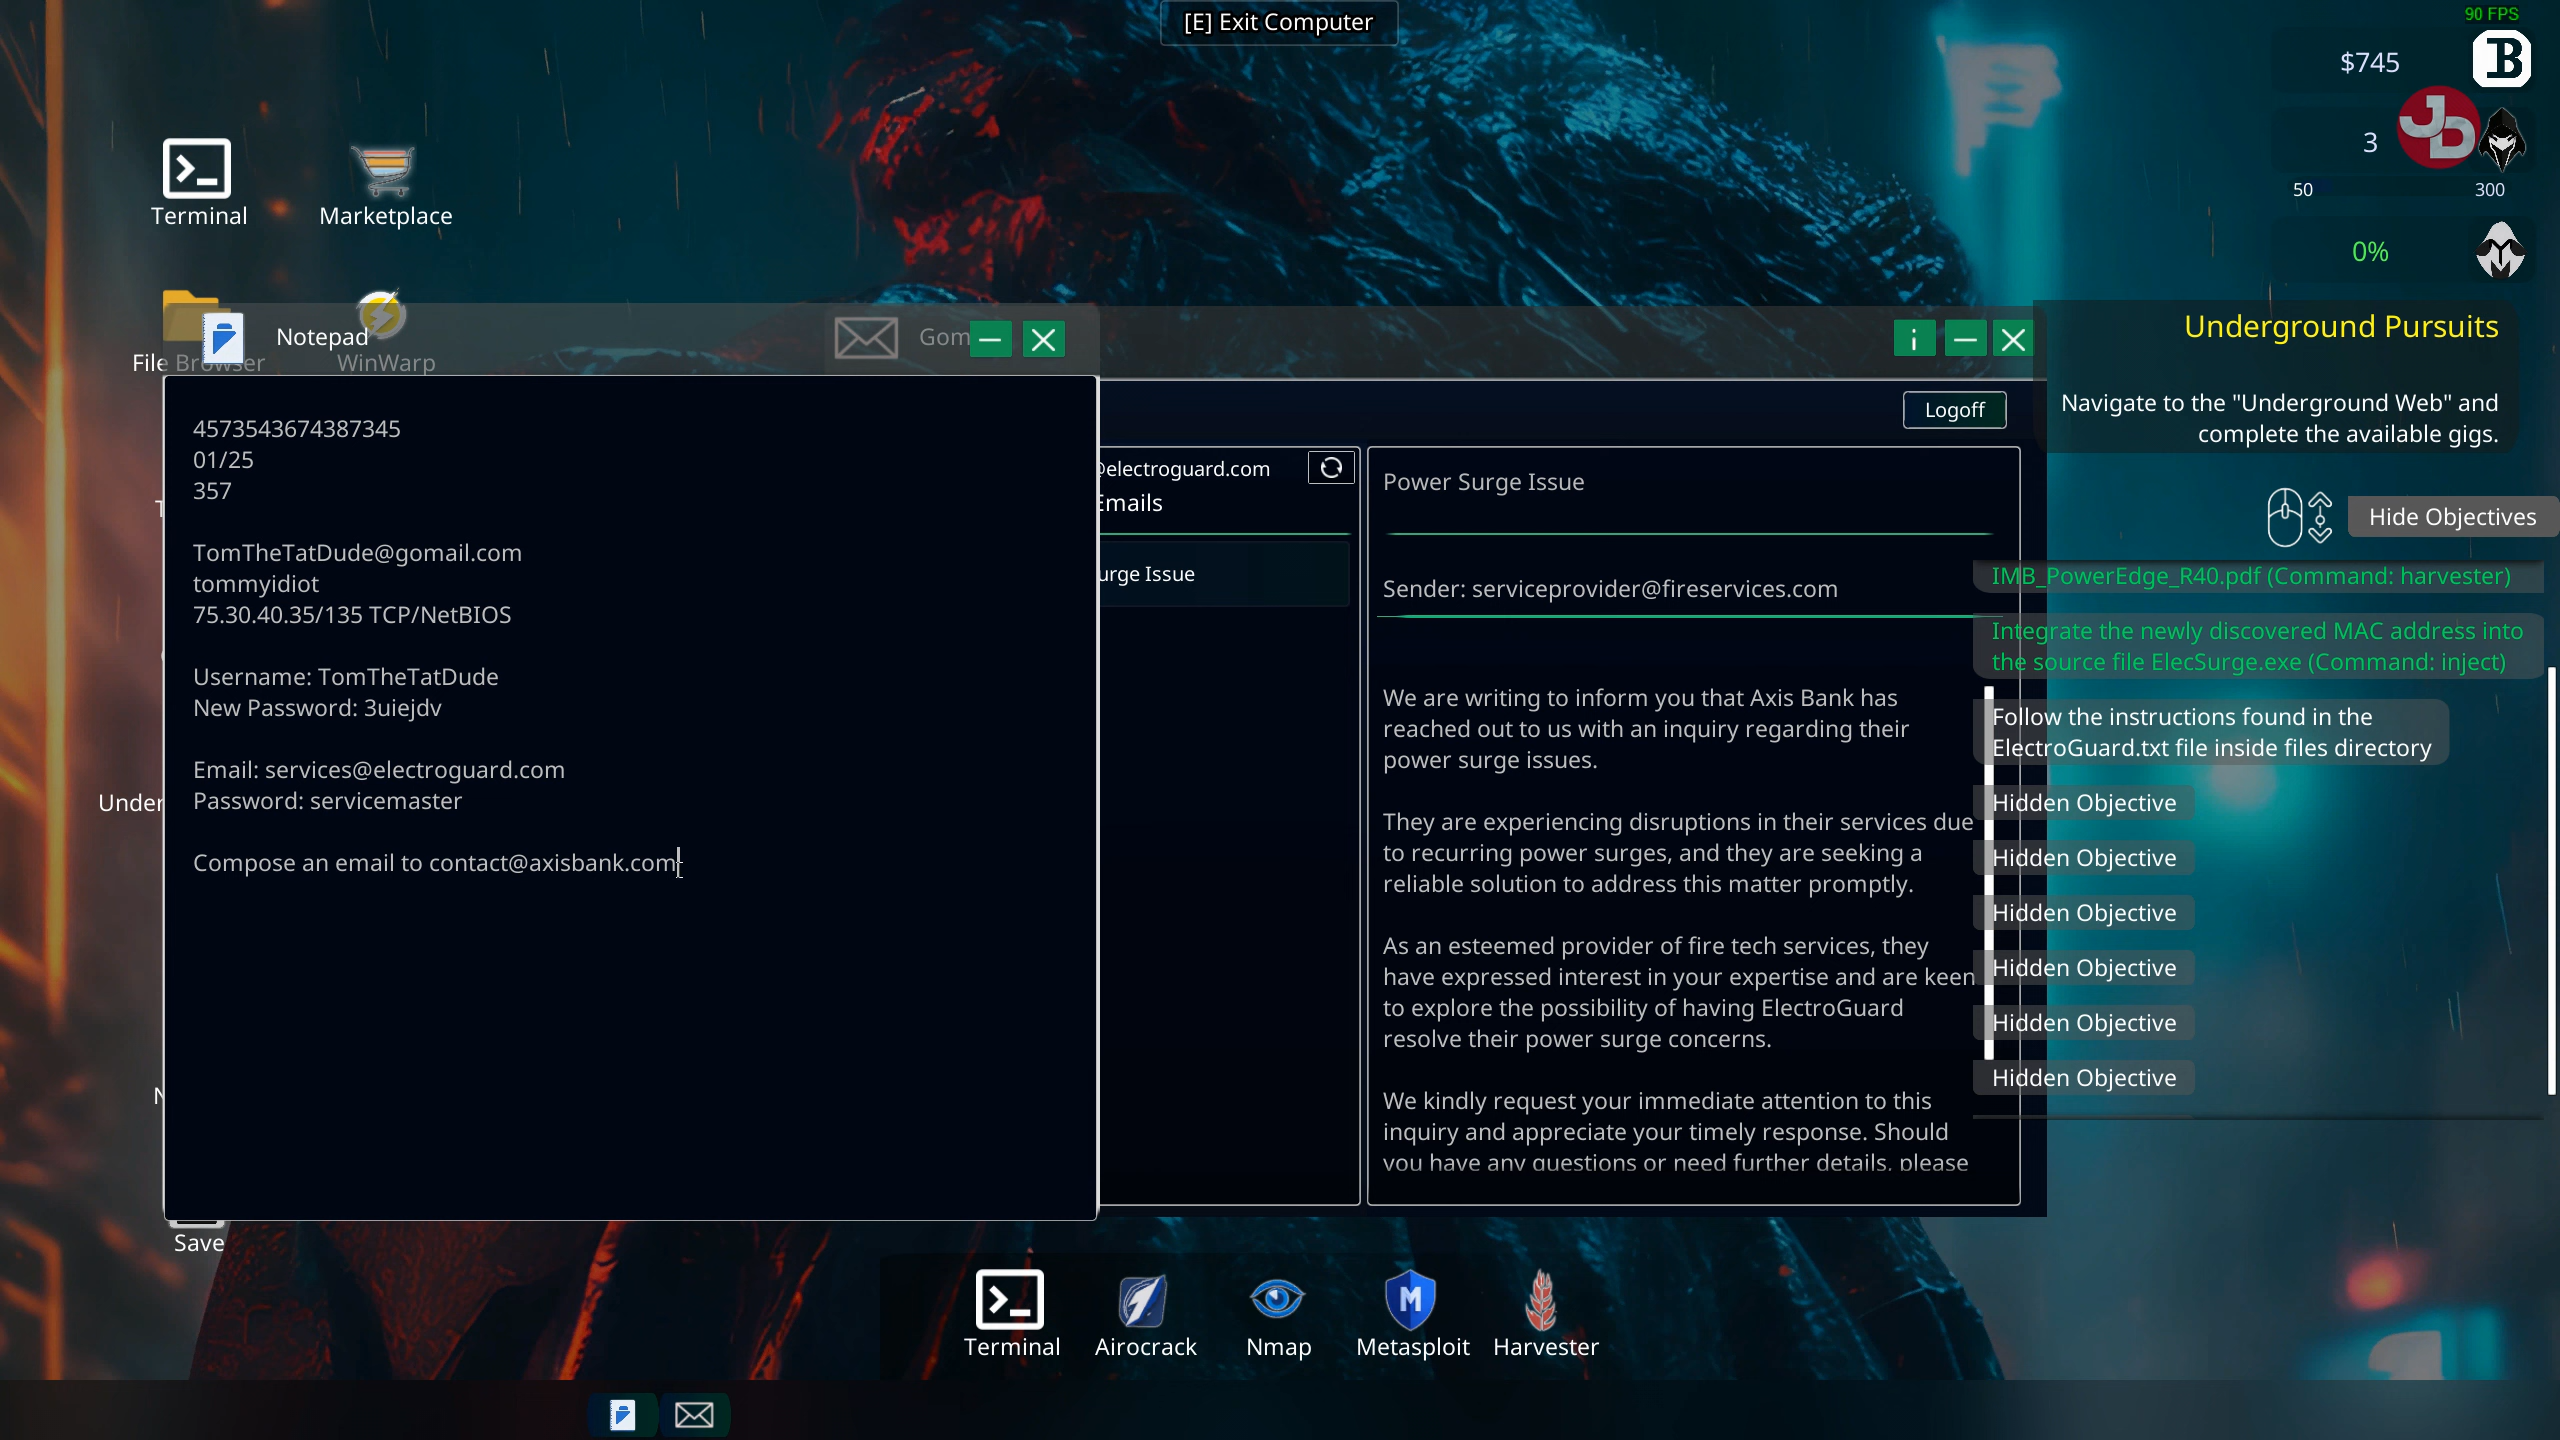 [E] Exit Computer
90 FPS
$745
B
3
JD
50 300
0%
Terminal
Marketplace
File Browser
WinWarp
Notepad
Gom
Underground Pursuits
Navigate to the "Underground Web" and
complete the available gigs.
Hide Objectives
IMB_PowerEdge_R40.pdf (Command: harvester)
Integrate the newly discovered MAC address into
the source file ElecSurge.exe (Command: inject)
Follow the instructions found in the
ElectroGuard.txt file inside files directory
Hidden Objective
Hidden Objective
Hidden Objective
Hidden Objective
Hidden Objective
Hidden Objective
4573543674387345
01/25
357
TomTheTatDude@gomail.com
tommyidiot
75.30.40.35/135 TCP/NetBIOS
Username: TomTheTatDude
New Password: 3uiejdv
Email: services@electroguard.com
Password: servicemaster
Compose an email to contact@axisbank.com
Under
Logoff
@electroguard.com
Emails
urge Issue
Power Surge Issue
Sender: serviceprovider@fireservices.com
We are writing to inform you that Axis Bank has
reached out to us with an inquiry regarding their
power surge issues.
They are experiencing disruptions in their services due
to recurring power surges, and they are seeking a
reliable solution to address this matter promptly.
As an esteemed provider of fire tech services, they
have expressed interest in your expertise and are keen
to explore the possibility of having ElectroGuard
resolve their power surge concerns.
We kindly request your immediate attention to this
inquiry and appreciate your timely response. Should
you have any questions or need further details, please
Save
Terminal
Airocrack
Nmap
M
Metasploit
Harvester